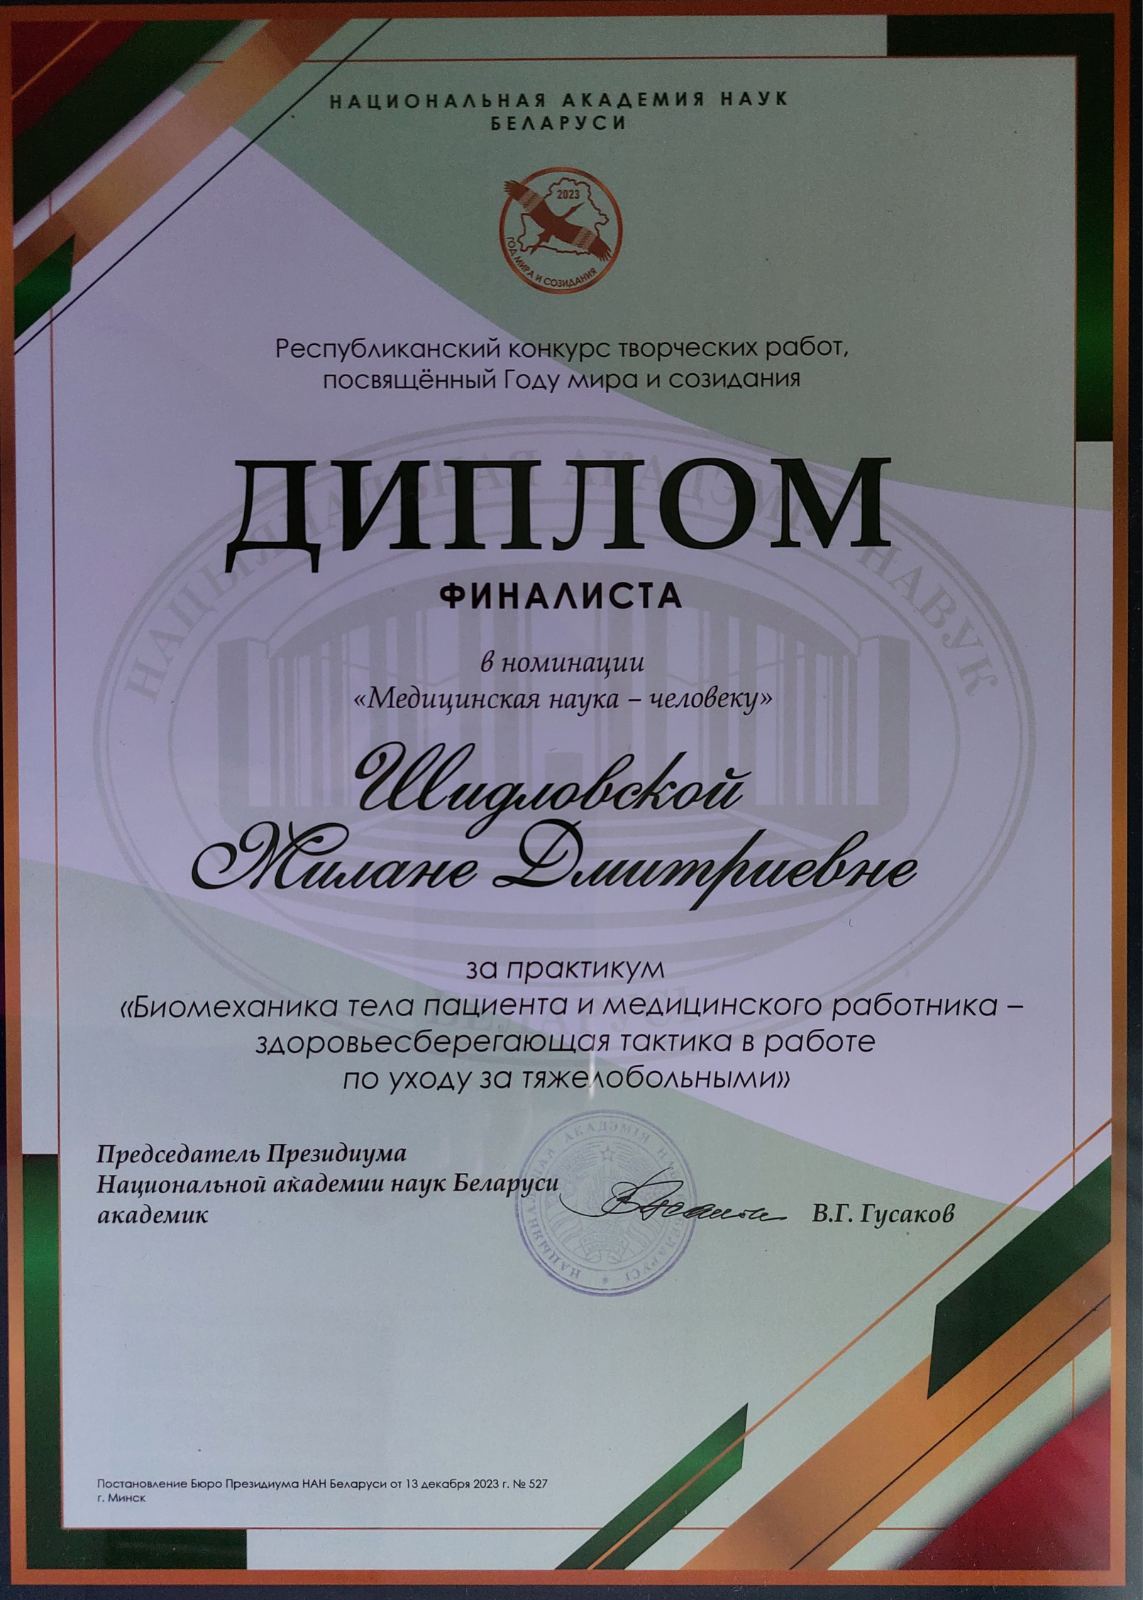 НАЦИОНАЛЬНАЯ АКАДЕМИЯ НАУК
БЕЛАРУСИ
2023
ГОД МИРА И СОЗИДАНИЯ
Республиканский конкурс творческих работ,
посвящённый Году мира и созидания
ДИПЛОМ
ФИНАЛИСТА
в номинации
«Медицинская наука – человеку»
Шидловской
Милане Дмитриевне
за практикум
«Биомеханика тела пациента и медицинского работника –
здоровьесберегающая тактика в работе
по уходу за тяжелобольными»
Председатель Президиума
Национальной академии наук Беларуси
академик
В.Г. Гусаков
Постановление Бюро Президиума НАН Беларуси от 13 декабря 2023 г. № 527
г. Минск